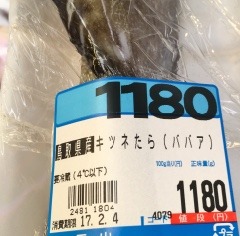 1180
鳥取県産キツネたら(ババア)
100g当り(円) 正味量(g)
要冷蔵(4℃以下)
2481 1804
1180
消費期限 17.2.4
4079
値段(円)